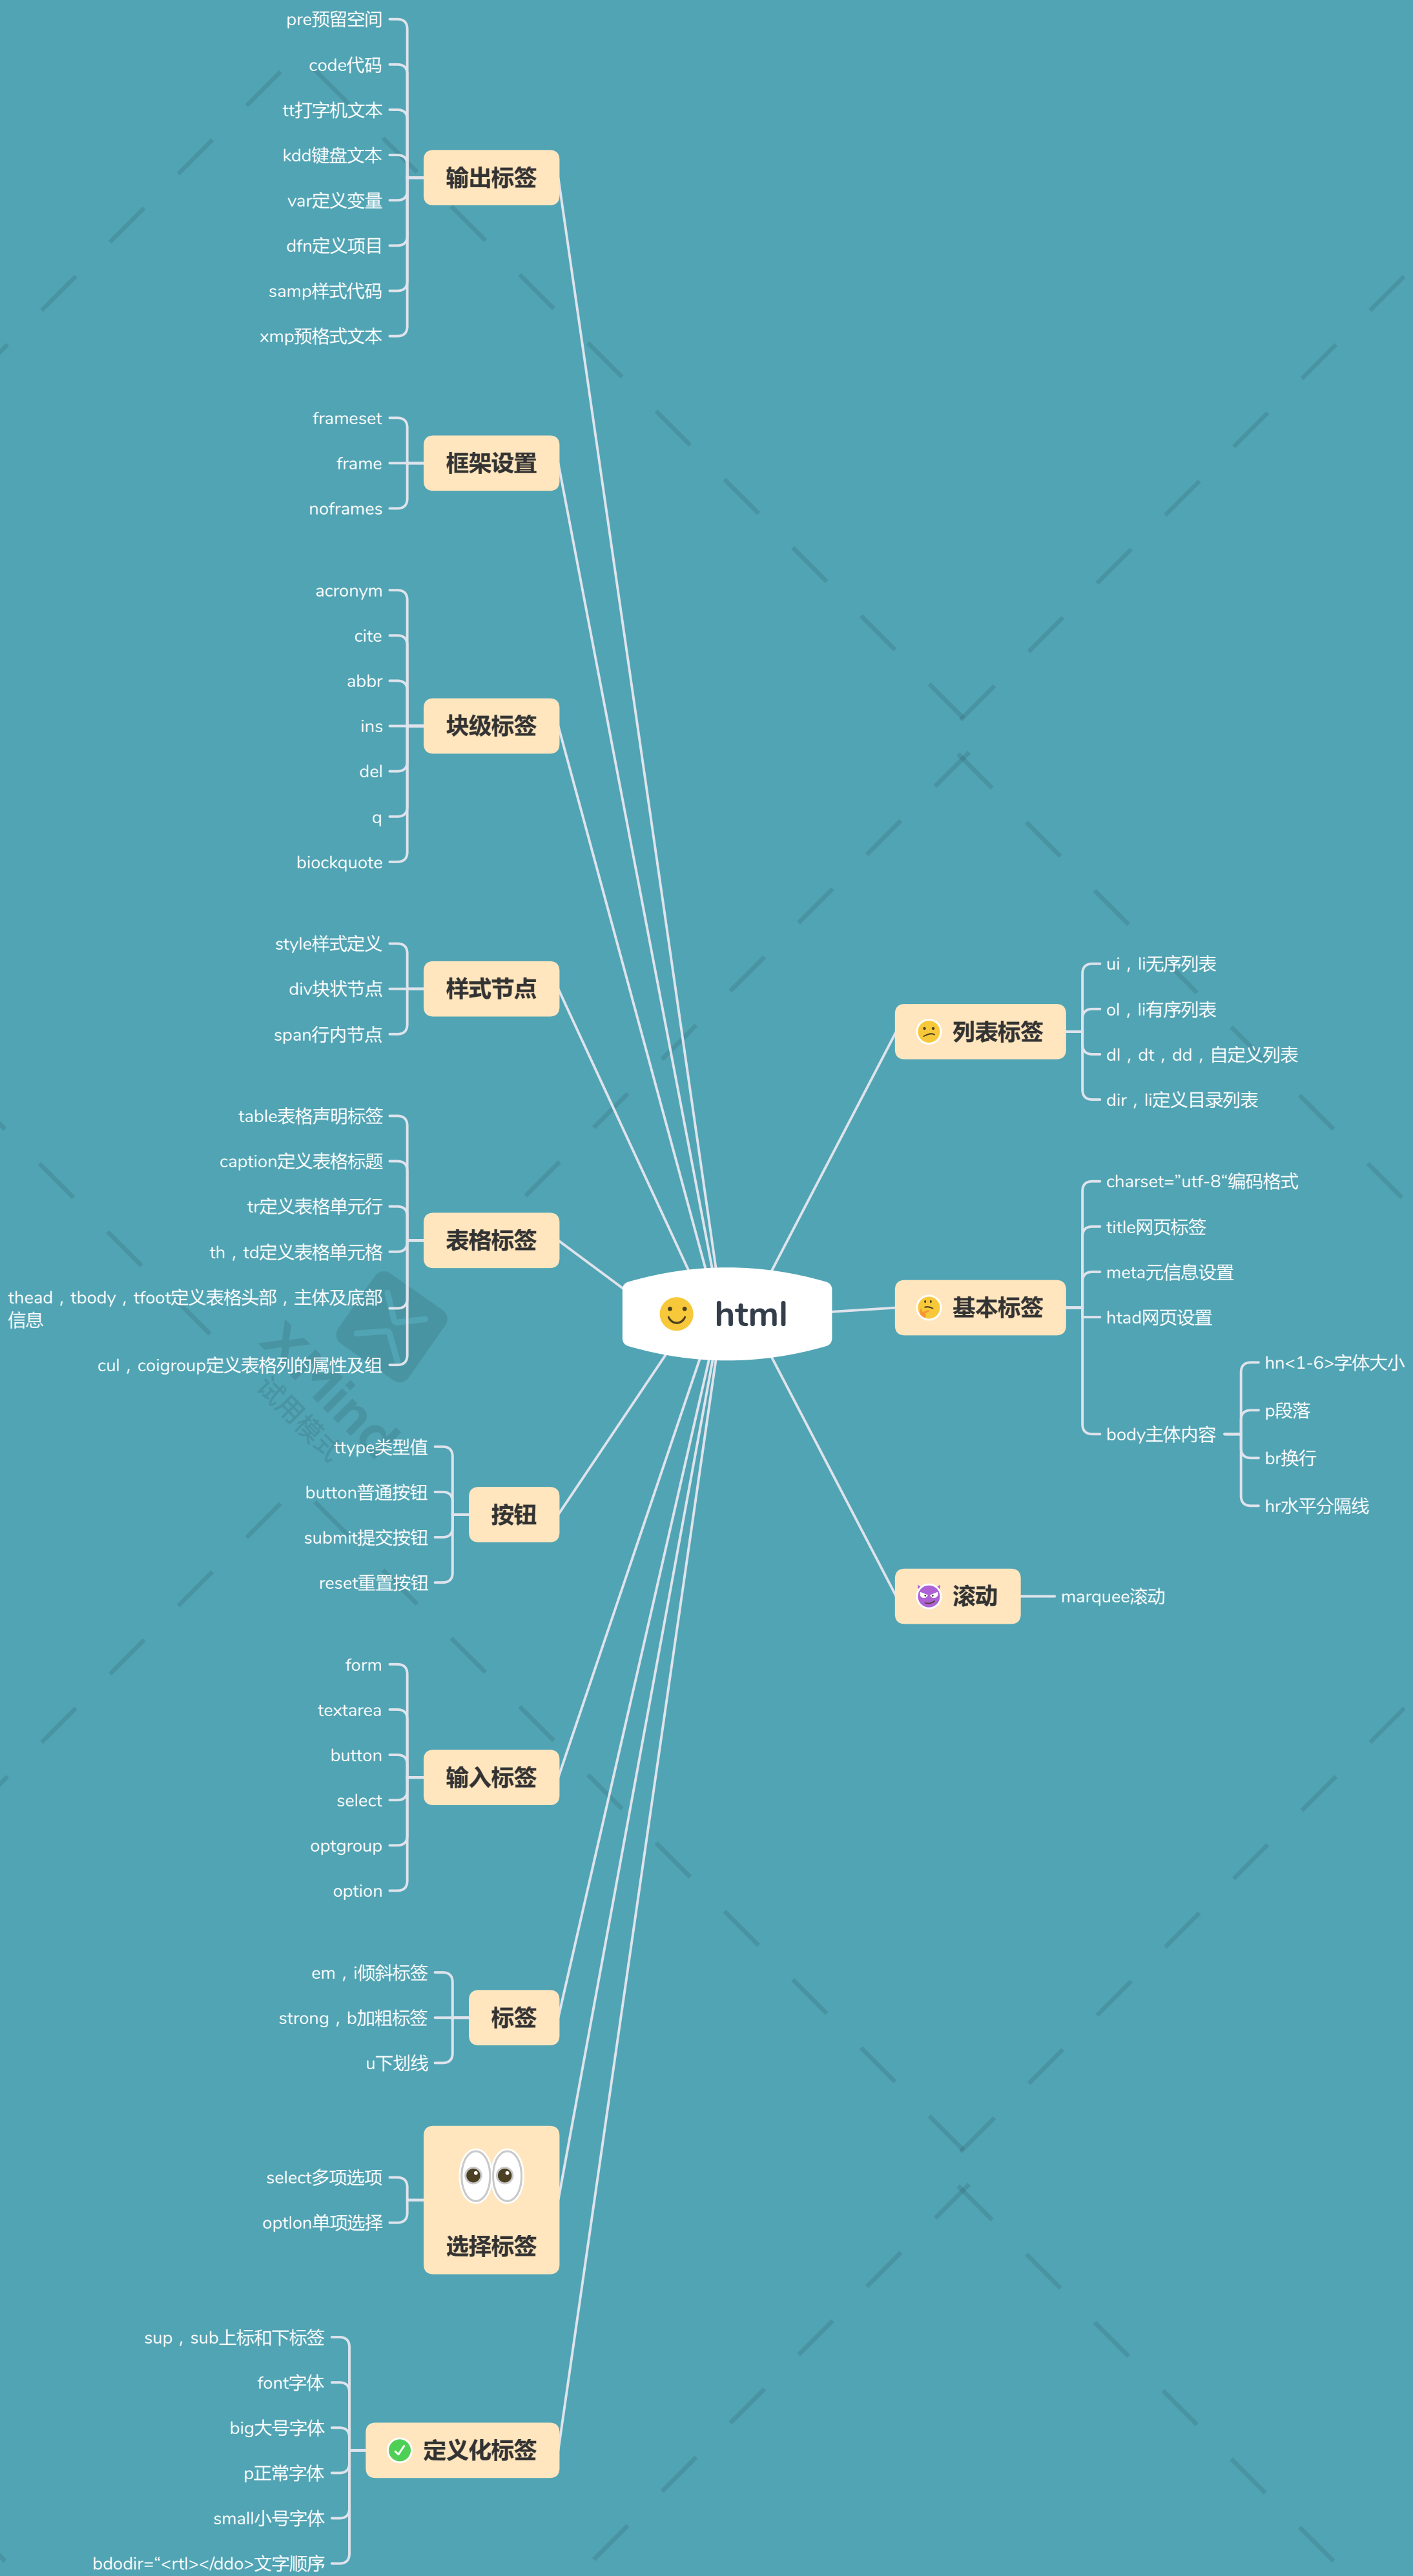 html
列表标签
ui，li无序列表
ol，li有序列表
dl，dt，dd，自定义列表
dir，li定义目录列表
基本标签
charset=”utf-8“编码格式
title网页标签
meta元信息设置
htad网页设置
body主体内容
hn<1-6>字体大小
p段落
br换行
hr水平分隔线
滚动
marquee滚动
输出标签
pre预留空间
code代码
tt打字机文本
kdd键盘文本
var定义变量
dfn定义项目
samp样式代码
xmp预格式文本
框架设置
frameset
frame
noframes
块级标签
acronym
cite
abbr
ins
del
q
biockquote
样式节点
style样式定义
div块状节点
span行内节点
表格标签
table表格声明标签
caption定义表格标题
tr定义表格单元行
th，td定义表格单元格
thead，tbody，tfoot定义表格头部，主体及底部
信息
cul，coigroup定义表格列的属性及组
按钮
ttype类型值
button普通按钮
submit提交按钮
reset重置按钮
输入标签
form
textarea
button
select
optgroup
option
标签
em，i倾斜标签
strong，b加粗标签
u下划线
选择标签
select多项选项
optlon单项选择
定义化标签
sup，sub上标和下标签
font字体
big大号字体
p正常字体
small小号字体
bdodir=“<rtl></ddo>文字顺序
XMind
试用模式